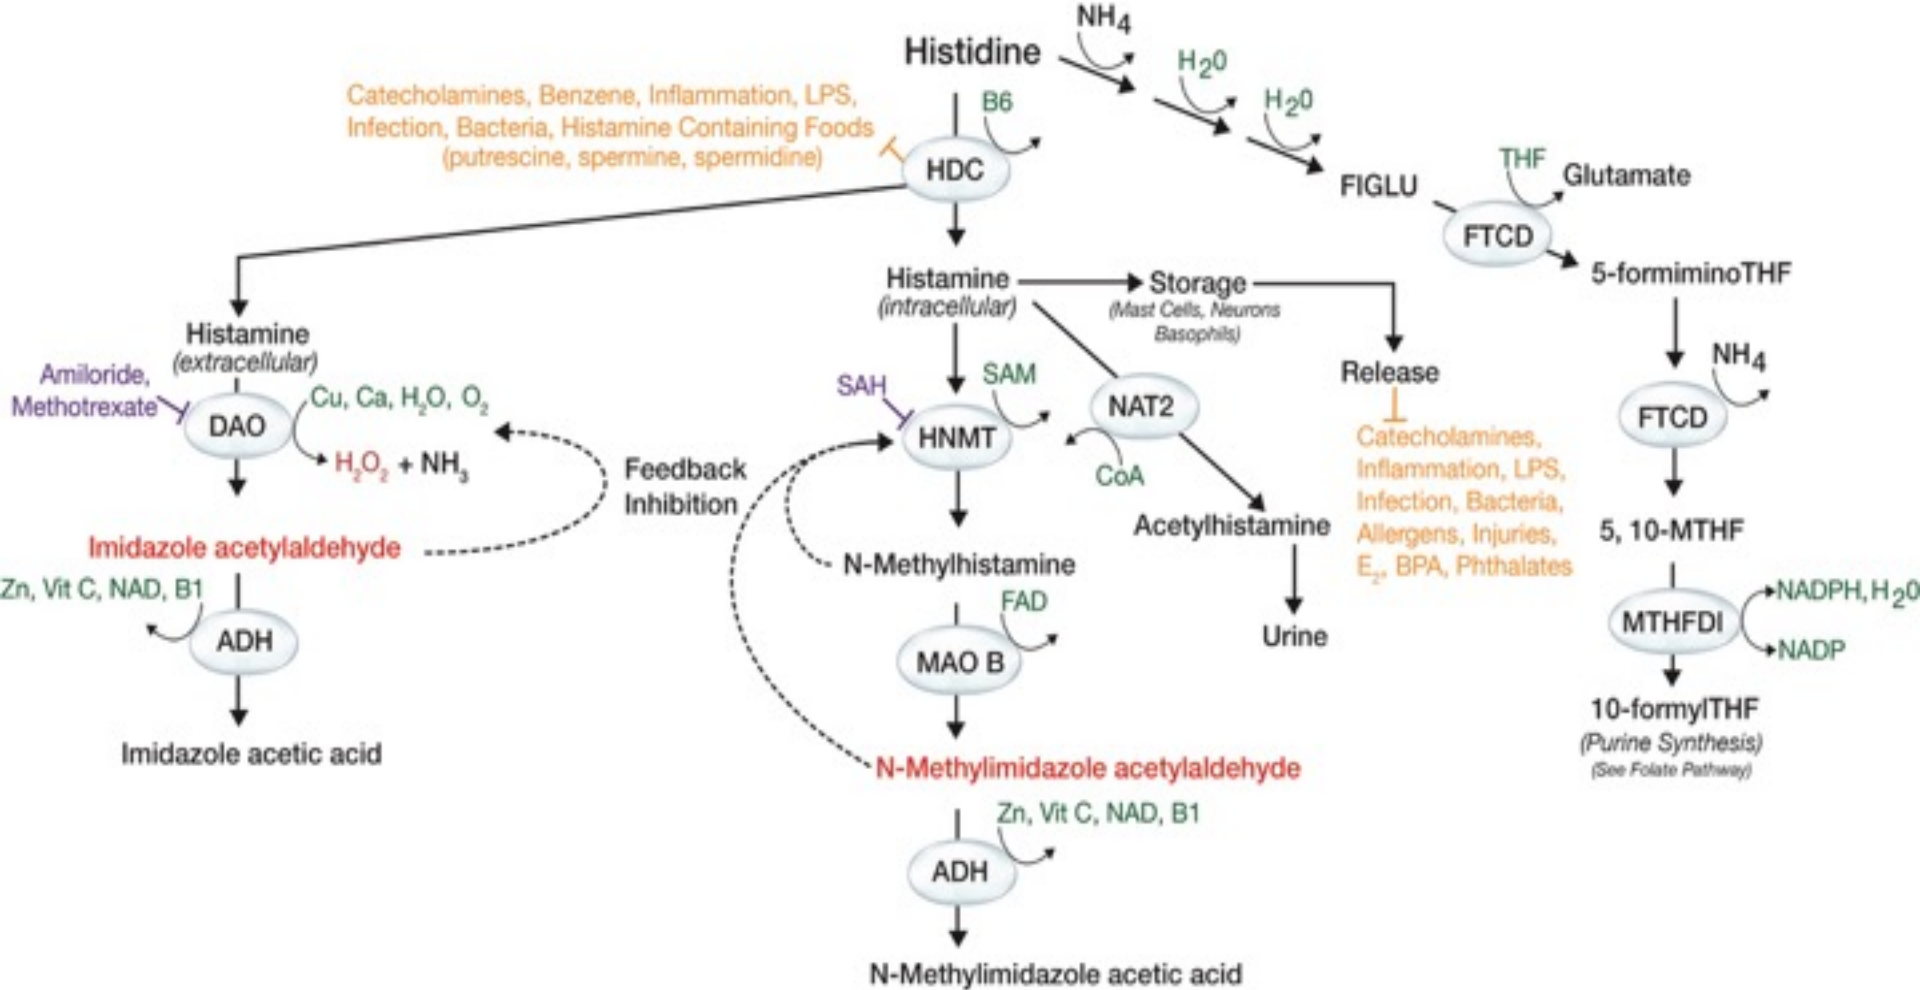 NH4
Histidine
H20
Catecholamines, Benzene, Inflammation, LPS,
Infection, Bacteria, Histamine Containing Foods
(putrescine, spermine, spermidine)
B6
H20
HDC
THF
Glutamate
FIGLU
FTCD
5-formiminoTHF
Histamine
(intracellular)
Storage
(Mast Cells, Neurons
Basophils)
Histamine
(extracellular)
Amiloride,
Methotrexate
Cu, Ca, H2O, O2
DAO
H2O2 + NH3
SAH
SAM
HNMT
NAT2
CoA
Release
Catecholamines,
Inflammation, LPS,
Infection, Bacteria,
Allergens, Injuries,
E2, BPA, Phthalates
NH4
FTCD
Feedback
Inhibition
Acetylhistamine
5, 10-MTHF
Imidazole acetylaldehyde
N-Methylhistamine
Zn, Vit C, NAD, B1
FAD
NADPH, H20
ADH
MAO B
Urine
MTHFDI
NADP
10-formylTHF
(Purine Synthesis)
(See Folate Pathway)
Imidazole acetic acid
N-Methylimidazole acetylaldehyde
Zn, Vit C, NAD, B1
ADH
N-Methylimidazole acetic acid